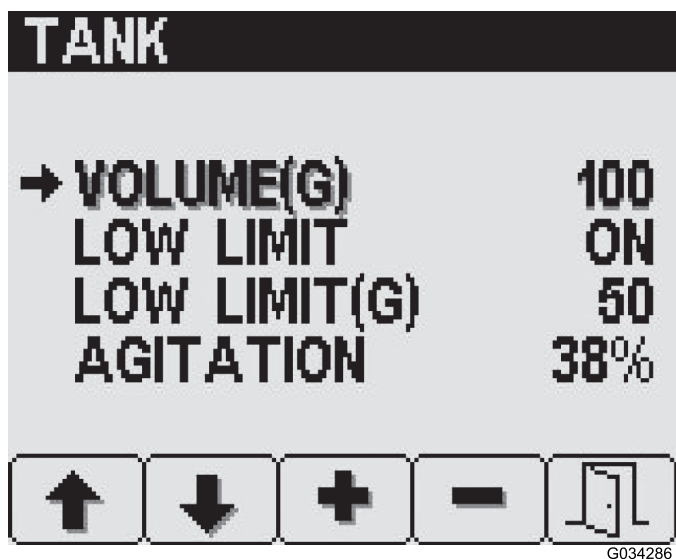 TANK
VOLUME(G) 100
LOW LIMIT ON
LOW LIMIT(G) 50
AGITATION 38%
G034286